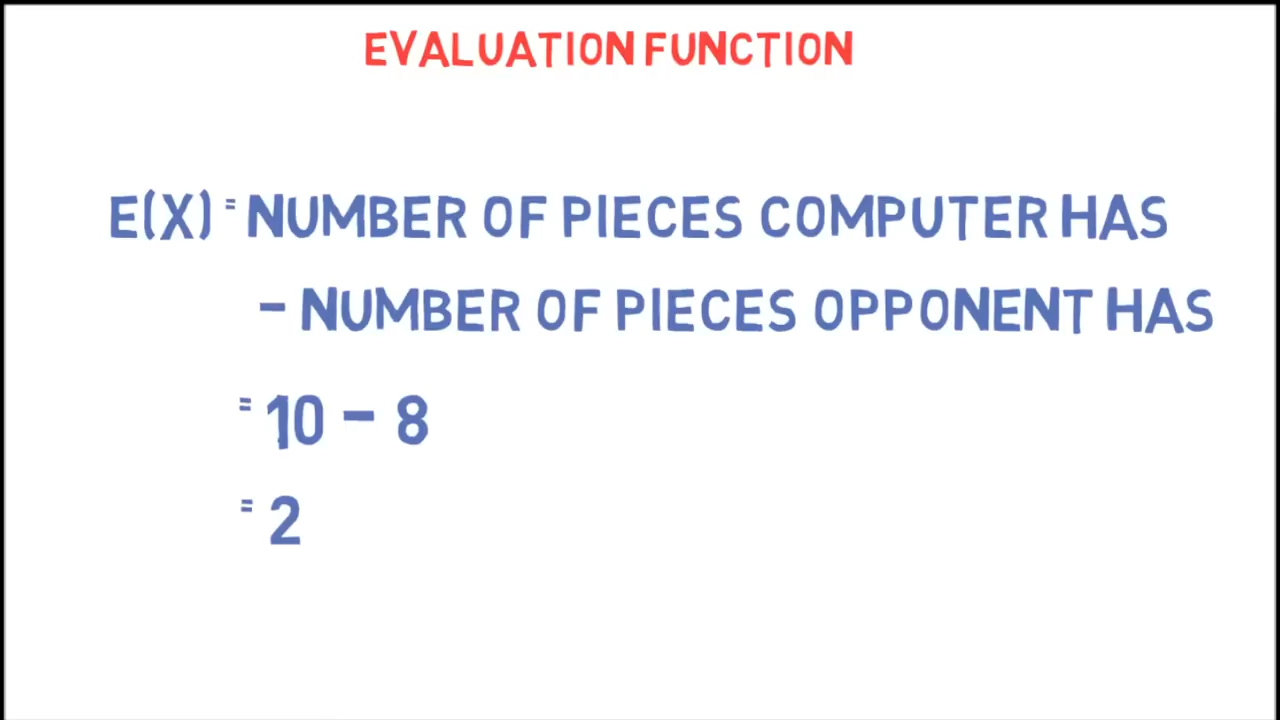 EVALUATION FUNCTION
E(X) = NUMBER OF PIECES COMPUTER HAS
- NUMBER OF PIECES OPPONENT HAS
= 10 - 8
= 2